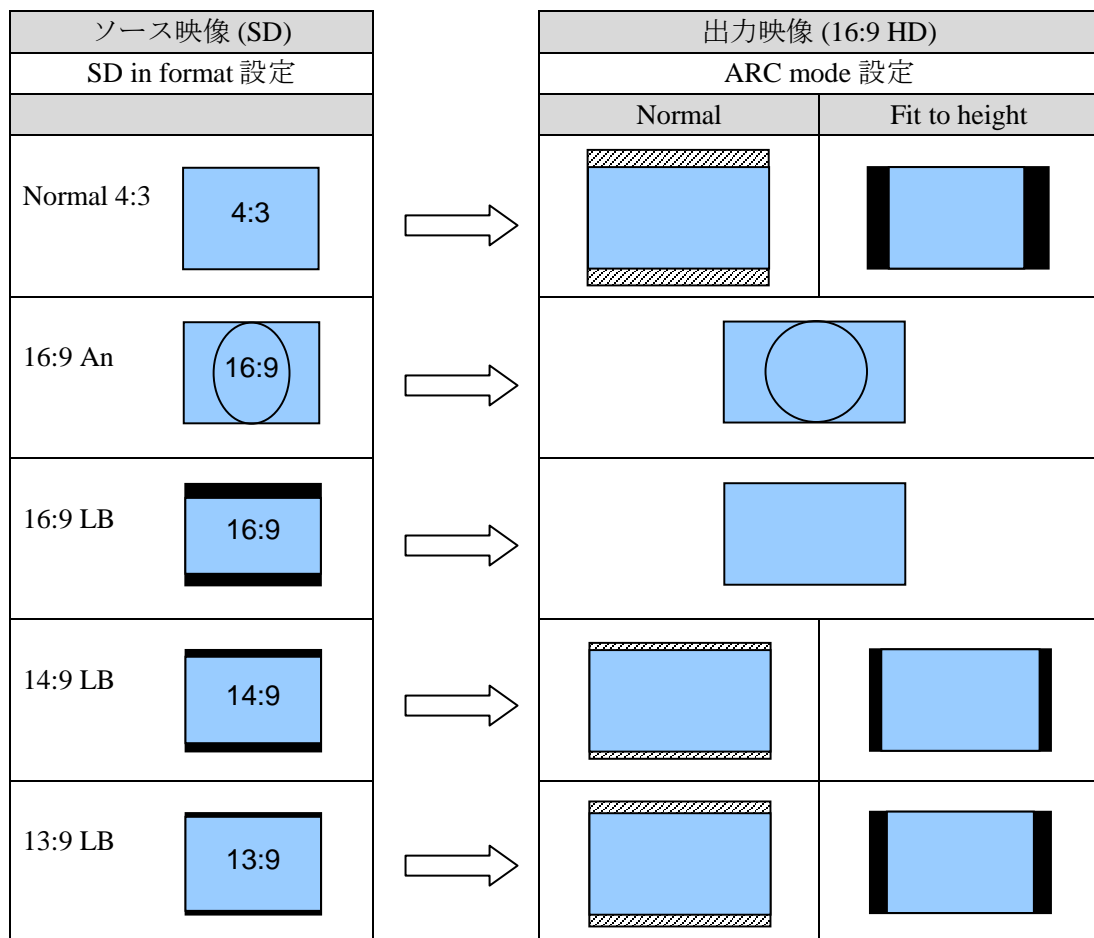 ソース映像 (SD)
出力映像 (16:9 HD)
SD in format 設定
ARC mode 設定
Normal
Fit to height
Normal 4:3
4:3
16:9 An
16:9
16:9 LB
16:9
14:9 LB
14:9
13:9 LB
13:9